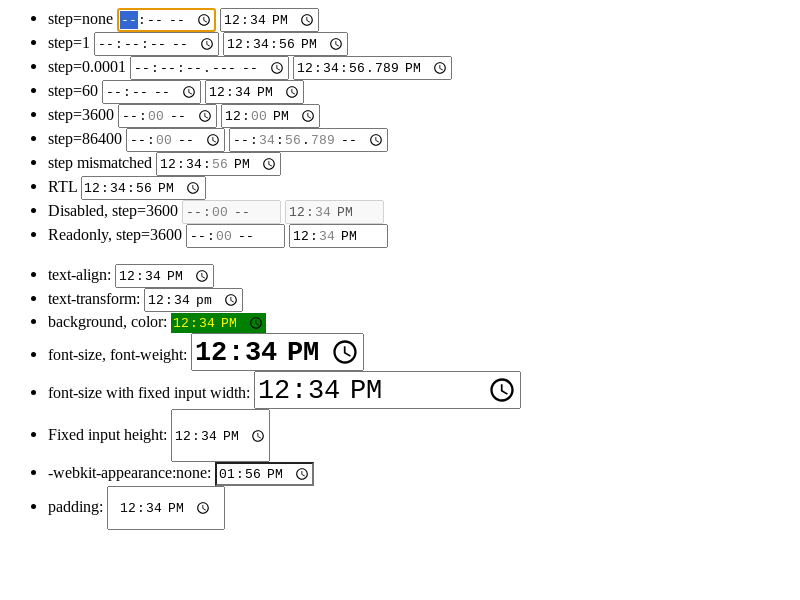 step=none --:-- -- 12:34 PM
step=1 --:--:-- -- 12:34:56 PM
step=0.0001 --:--:--.--- -- 12:34:56.789 PM
step=60 --:-- -- 12:34 PM
step=3600 --:00 -- 12:00 PM
step=86400 --:00 -- --:34:56.789 --
step mismatched 12:34:56 PM
RTL 12:34:56 PM
Disabled, step=3600 --:00 -- 12:34 PM
Readonly, step=3600 --:00 -- 12:34 PM
text-align: 12:34 PM
text-transform: 12:34 pm
background, color: 12:34 PM
font-size, font-weight: 12:34 PM
font-size with fixed input width: 12:34 PM
Fixed input height: 12:34 PM
-webkit-appearance:none: 01:56 PM
padding: 12:34 PM